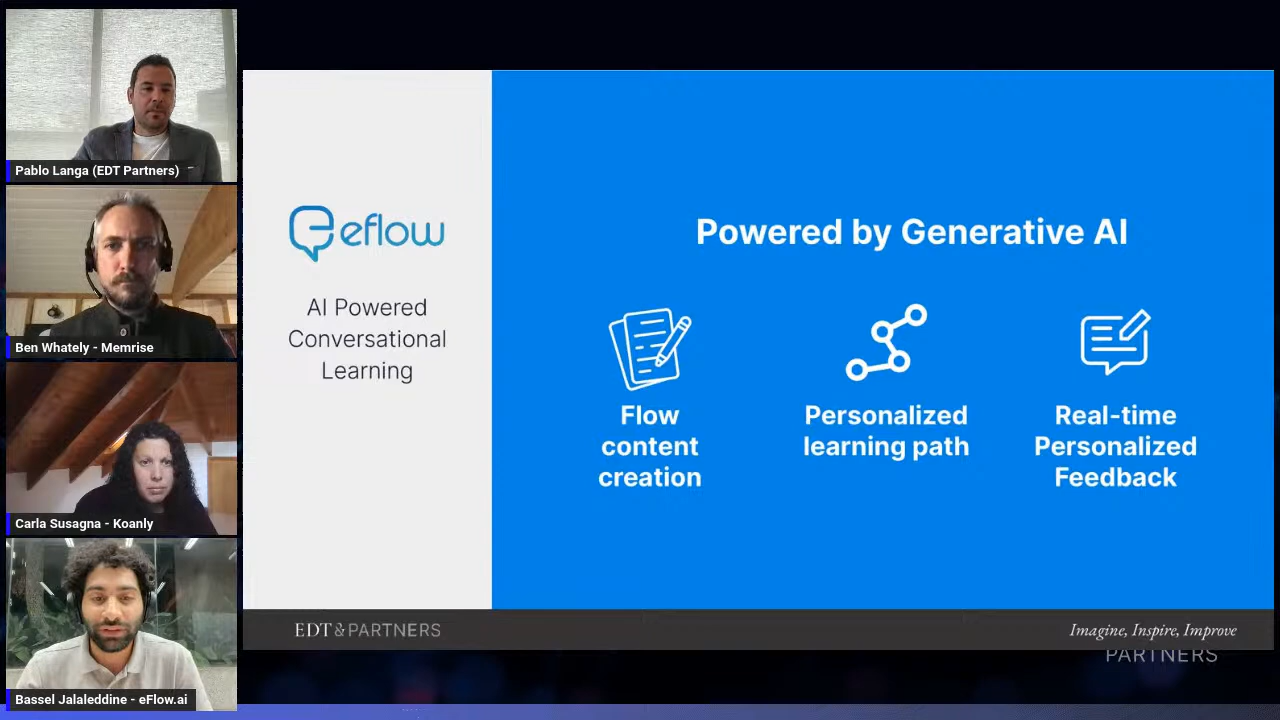 Pablo Langa (EDT Partners)
Ben Whately - Memrise
Carla Susagna - Koanly
Bassel Jalaleddine - eFlow.ai
eflow
AI Powered
Conversational
Learning
Powered by Generative AI
Flow
content
creation
Personalized
learning path
Real-time
Personalized
Feedback
EDT&PARTNERS
Imagine, Inspire, Improve
PARTNERS